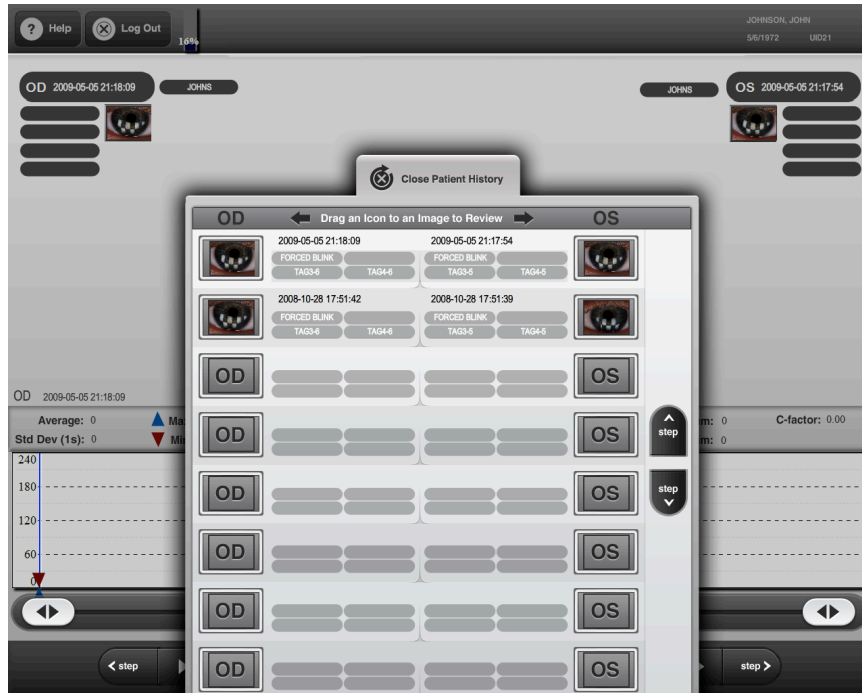 ? Help
Log Out
16%
JOHNSON, JOHN
5/6/1972 UID21
OD 2009-05-05 21:18:09
JOHNS
JOHNS
OS 2009-05-05 21:17:54
Close Patient History
OD Drag an Icon to an Image to Review OS
2009-05-05 21:18:09 2009-05-05 21:17:54
FORCED BLINK FORCED BLINK
TAG3-6 TAG4-6 TAG3-5 TAG4-5
2008-10-28 17:51:42 2008-10-28 17:51:39
FORCED BLINK FORCED BLINK
TAG3-6 TAG4-6 TAG3-5 TAG4-5
OD OS
OD OS
OD OS
OD OS
OD OS
OD OS
step
step
OD 2009-05-05 21:18:09
Average: 0 Ma
Std Dev (1s): 0 Mi
m: 0 C-factor: 0.00
m: 0
240
180
120
60
0
< step
step >